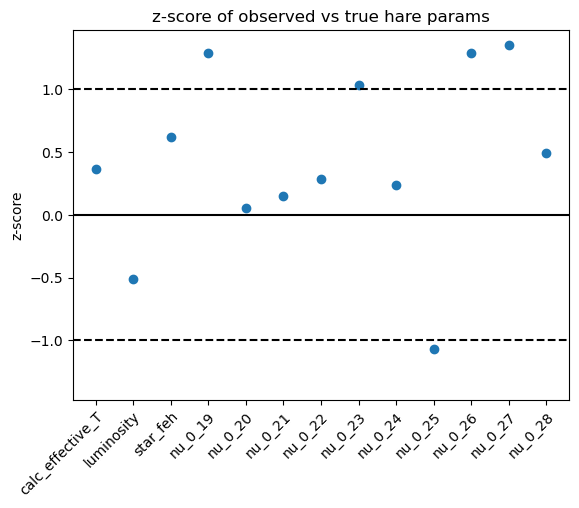 z-score of observed vs true hare params
z-score
1.0
0.5
0.0
−0.5
−1.0
calc_effective_T
luminosity
star_feh
nu_0_19
nu_0_20
nu_0_21
nu_0_22
nu_0_23
nu_0_24
nu_0_25
nu_0_26
nu_0_27
nu_0_28